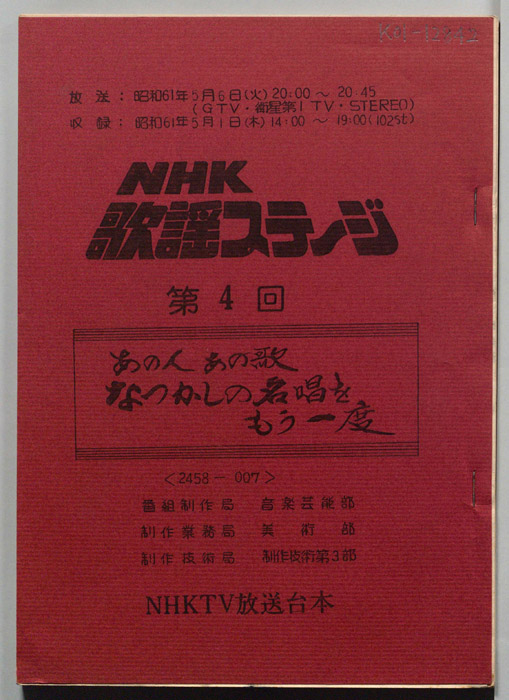 放送：昭和61年5月6日(火)20:00～20:45
(GTV・衛星第1TV・STEREO)
収録：昭和61年5月1日(木)14:00～19:00(102St)
NHK
歌謡ステージ
第4回
あの人 あの歌
なつかしの名唱を
もう一度
<2458-007>
番組制作局 音楽芸能部
制作業務局 美術部
制作技術局 制作技術第3部
NHKTV放送台本